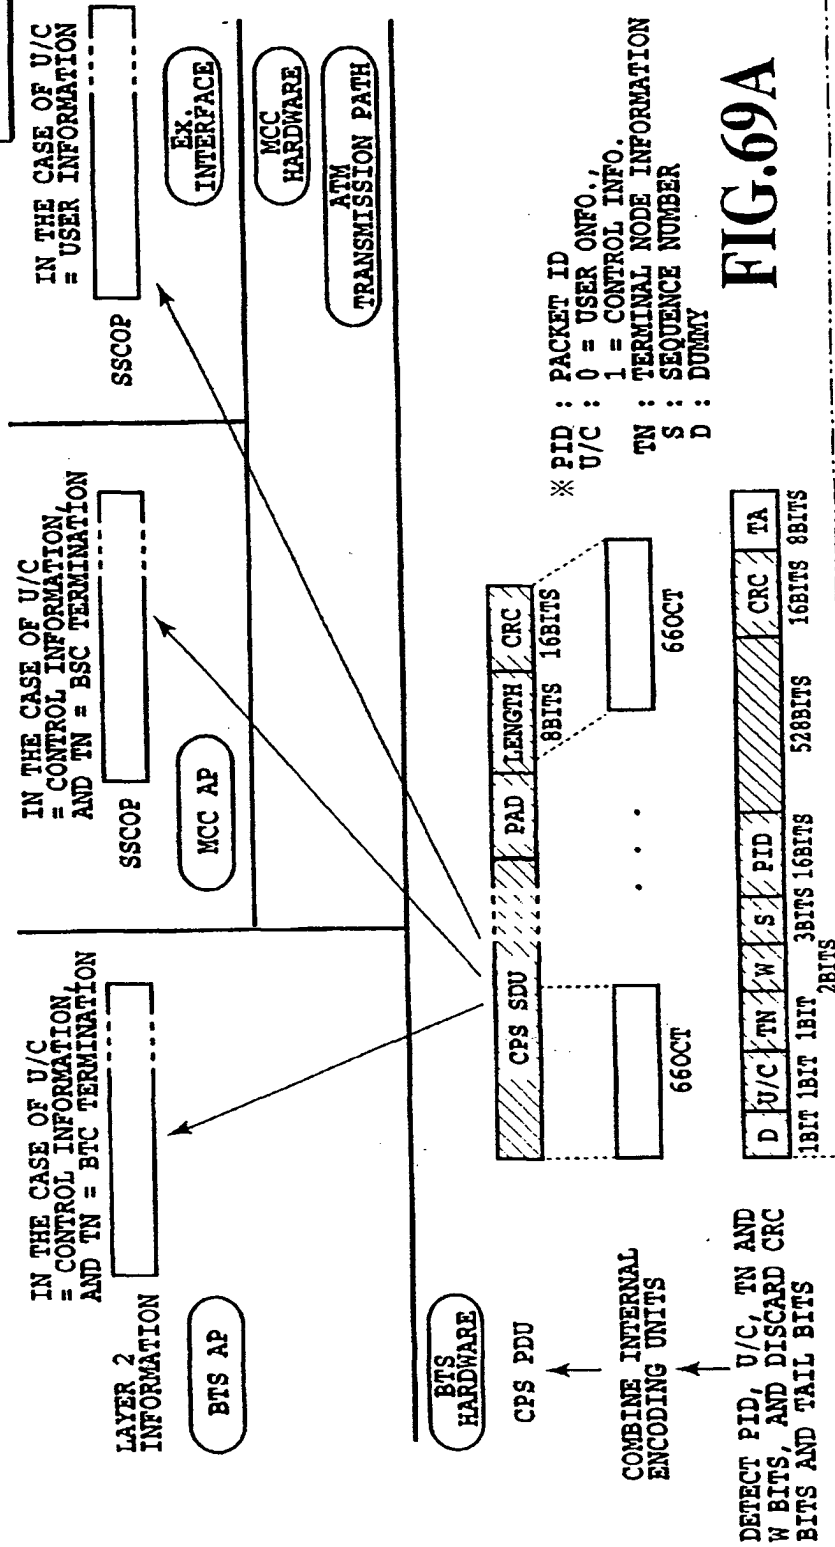 IN THE CASE OF U/C
= CONTROL INFORMATION,
AND TN = BTC TERMINATION
LAYER 2
INFORMATION
BTS AP
IN THE CASE OF U/C
= CONTROL INFORMATION,
AND TN = BSC TERMINATION
SSCOP
MCC AP
IN THE CASE OF U/C
= USER INFORMATION
SSCOP
EX.
INTERFACE
MCC
HARDWARE
ATM
TRANSMISSION PATH
BTS
HARDWARE
CPS PDU
CPS SDU
PAD
LENGTH
CRC
8BITS
16BITS
COMBINE INTERNAL
ENCODING UNITS
66OCT
. . .
66OCT
※ PID : PACKET ID
U/C : 0 = USER ONFO.,
1 = CONTROL INFO.
TN : TERMINAL NODE INFORMATION
S : SEQUENCE NUMBER
D : DUMMY
DETECT PID, U/C, TN AND
W BITS, AND DISCARD CRC
BITS AND TAIL BITS
D U/C TN W S PID CRC TA
1BIT 1BIT 1BIT 2BITS 3BITS 16BITS 528BITS 16BITS 8BITS
FIG.69A